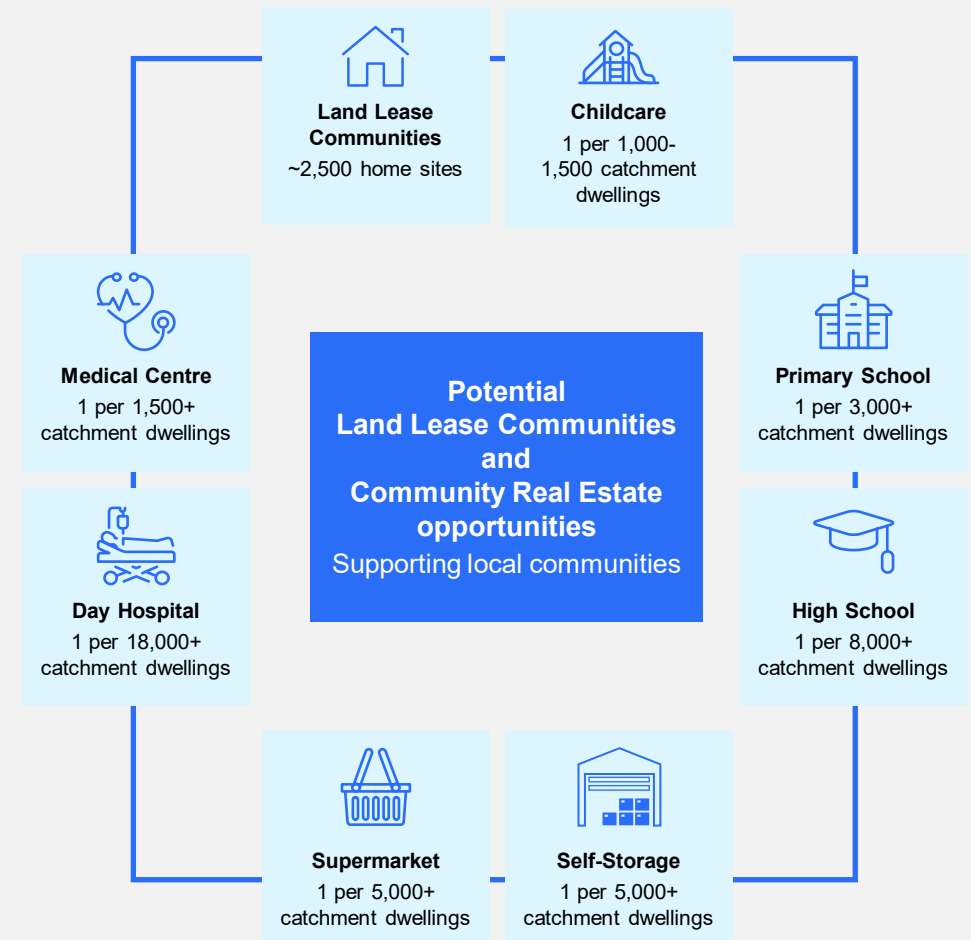 Land Lease
Communities
~2,500 home sites
Childcare
1 per 1,000-
1,500 catchment
dwellings
Medical Centre
1 per 1,500+
catchment dwellings
Potential
Land Lease Communities
and
Community Real Estate
opportunities
Supporting local communities
Primary School
1 per 3,000+
catchment dwellings
Day Hospital
1 per 18,000+
catchment dwellings
High School
1 per 8,000+
catchment dwellings
Supermarket
1 per 5,000+
catchment dwellings
Self-Storage
1 per 5,000+
catchment dwellings